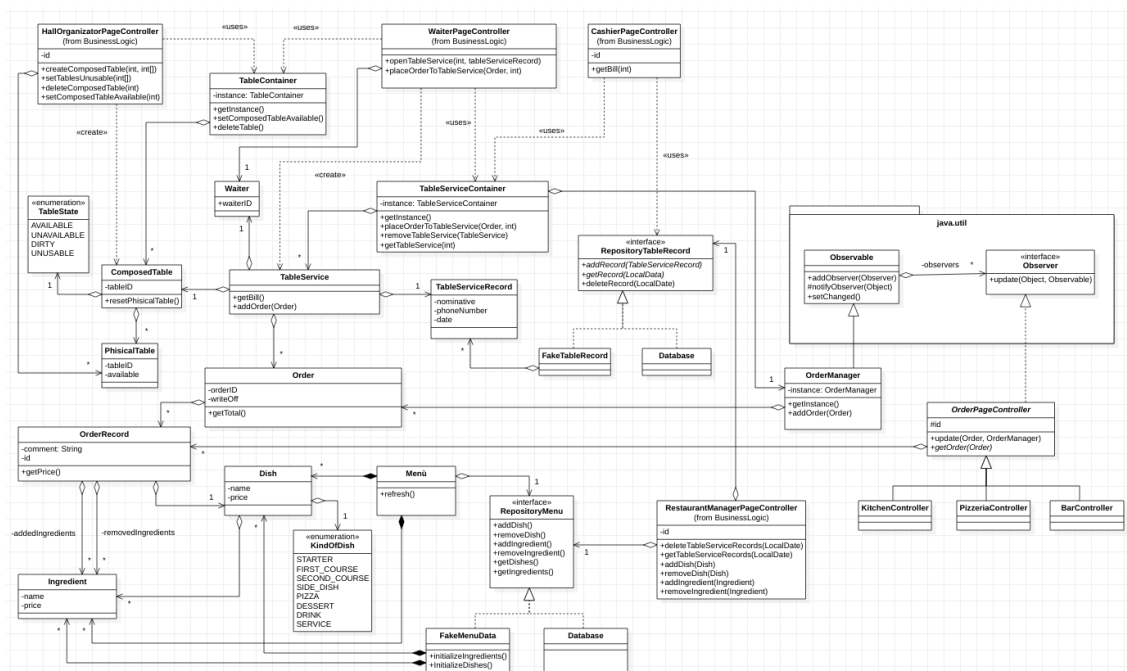 HallOrganizatorPageController
(from BusinessLogic)
-id
+createComposedTable(int, int[])
+setTablesUnusable(int[])
+deleteComposedTable(int)
+setComposedTableAvailable(int)
«uses»
«uses»
WaiterPageController
(from BusinessLogic)
+openTableService(int, tableServiceRecord)
+placeOrderToTableService(Order, int)
CashierPageController
(from BusinessLogic)
-id
+getBill(int)
TableContainer
-instance: TableContainer
+getInstance()
+setComposedTableAvailable()
+deleteTable()
«create»
«uses»
«uses»
«uses»
1
«create»
Waiter
+waiterID
TableServiceContainer
-instance: TableServiceContainer
+getInstance()
+placeOrderToTableService(Order, int)
+removeTableService(TableService)
+getTableService(int)
«enumeration»
TableState
AVAILABLE
UNAVAILABLE
DIRTY
UNUSABLE
1
*
*
1
«interface»
RepositoryTableRecord
+addRecord(TableServiceRecord)
+getRecord(LocalData)
+deleteRecord(LocalDate)
1
java.util
Observable
+addObserver(Observer)
#notifyObserver(Object)
+setChanged()
-observers
*
«interface»
Observer
+update(Object, Observable)
ComposedTable
-tableID
+resetPhisicalTable()
1
TableService
+getBill()
+addOrder(Order)
1
TableServiceRecord
-nominative
-phoneNumber
-date
*
*
PhisicalTable
-tableID
-available
*
*
FakeTableRecord
Database
Order
-orderID
-writeOff
+getTotal()
*
1
OrderManager
-instance: OrderManager
+getInstance()
+addOrder(Order)
OrderPageController
#id
+update(Order, OrderManager)
+getOrder(Order)
*
OrderRecord
-comment: String
-id
+getPrice()
*
1
Dish
-name
-price
*
Menù
+refresh()
1
«interface»
RepositoryMenu
+addDish()
+removeDish()
+addIngredient()
+removeIngredient()
+getDishes()
+getIngredients()
1
RestaurantManagerPageController
(from BusinessLogic)
-id
+deleteTableServiceRecords(LocalDate)
+getTableServiceRecords(LocalDate)
+addDish(Dish)
+removeDish(Dish)
+addIngredient(Ingredient)
+removeIngredient(Ingredient)
KitchenController
PizzeriaController
BarController
-addedIngredients
-removedIngredients
*
*
*
1
«enumeration»
KindOfDish
STARTER
FIRST_COURSE
SECOND_COURSE
SIDE_DISH
PIZZA
DESSERT
DRINK
SERVICE
Ingredient
-name
-price
*
*
*
FakeMenuData
+initializeIngredients()
+InitializeDishes()
Database